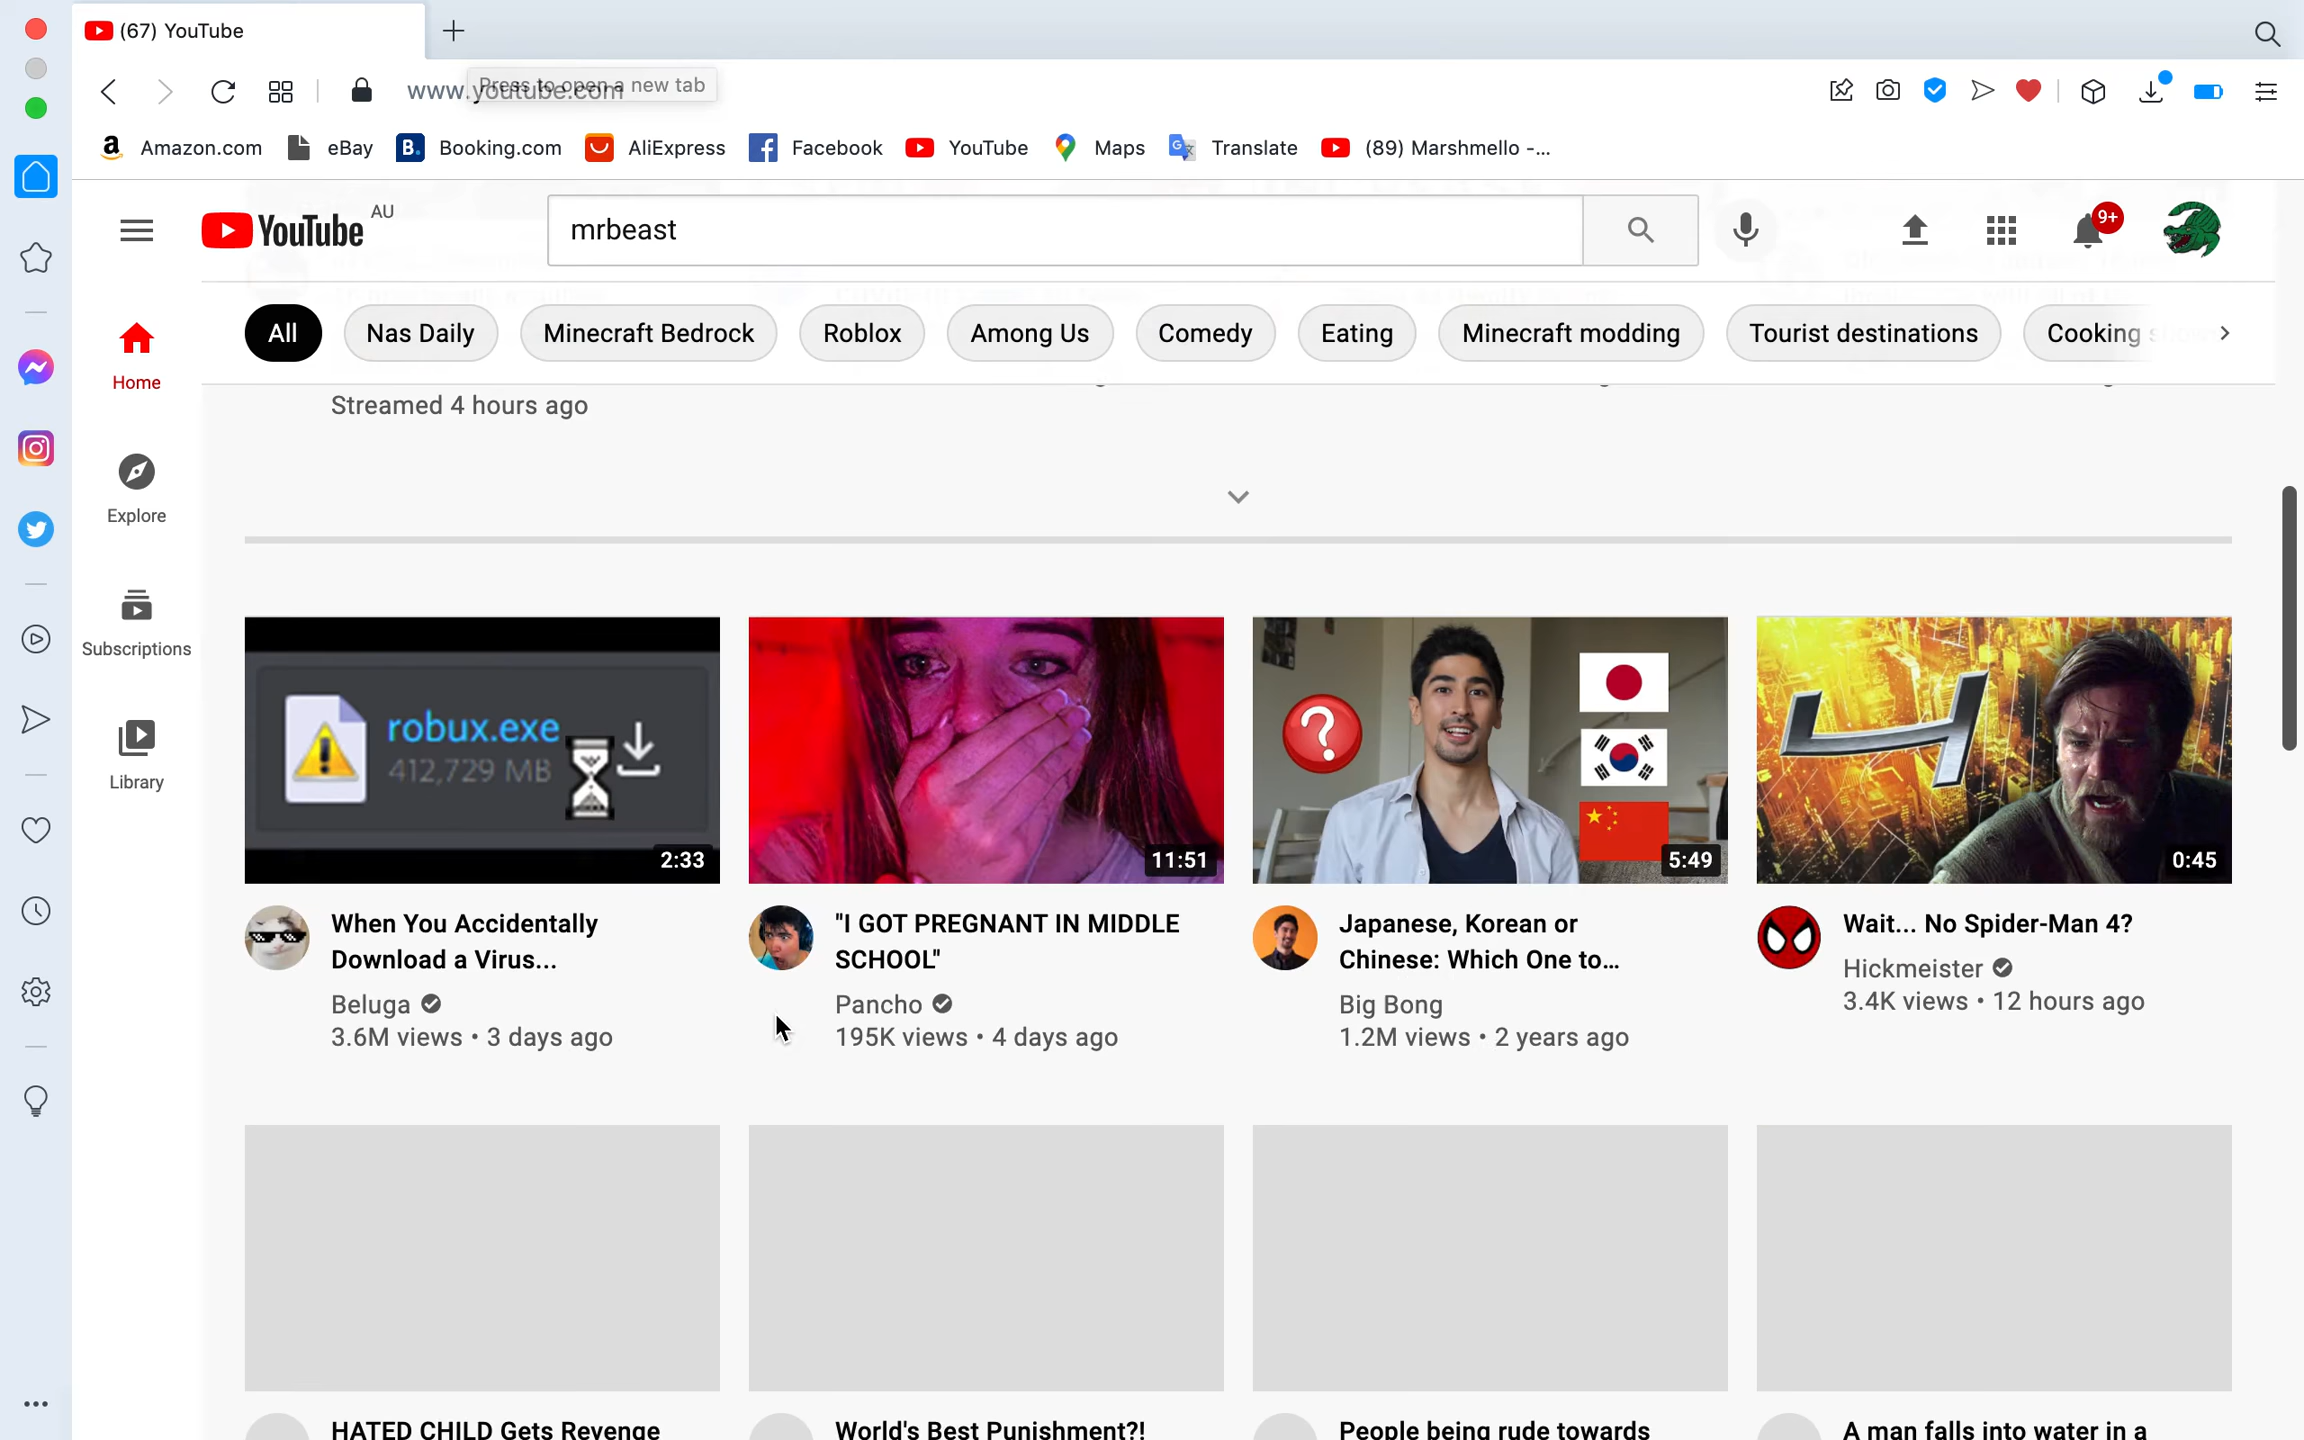 (67) YouTube
www.youtube.com
Press to open a new tab
Amazon.com eBay Booking.com AliExpress Facebook YouTube Maps Translate (89) Marshmello -...
YouTube AU
mrbeast
9+
All Nas Daily Minecraft Bedrock Roblox Among Us Comedy Eating Minecraft modding Tourist destinations Cooking
Home
Explore
Subscriptions
Library
Streamed 4 hours ago
robux.exe
412,729 MB
2:33
11:51
5:49
4
0:45
When You Accidentally
Download a Virus...
Beluga
3.6M views • 3 days ago
"I GOT PREGNANT IN MIDDLE
SCHOOL"
Pancho
195K views • 4 days ago
Japanese, Korean or
Chinese: Which One to...
Big Bong
1.2M views • 2 years ago
Wait... No Spider-Man 4?
Hickmeister
3.4K views • 12 hours ago
HATED CHILD Gets Revenge
World's Best Punishment?!
People being rude towards
A man falls into water in a